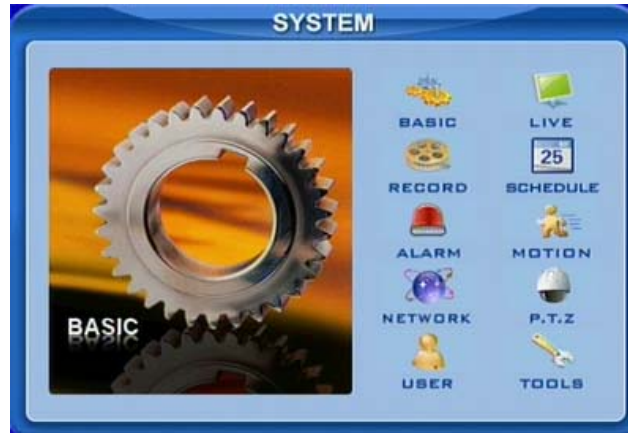 SYSTEM
BASIC
BASIC LIVE
25
RECORD SCHEDULE
ALARM MOTION
NETWORK P.T.Z
USER TOOLS